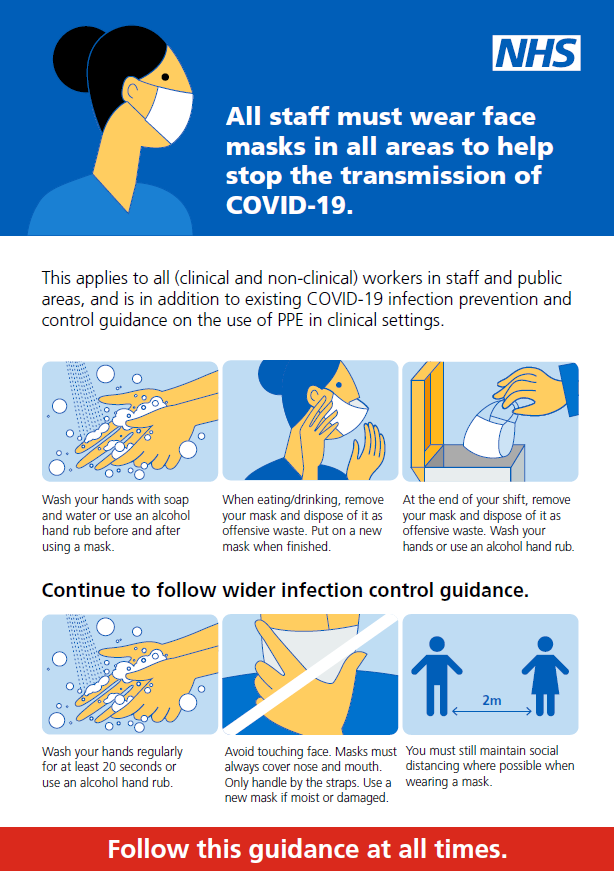 NHS
All staff must wear face
masks in all areas to help
stop the transmission of
COVID-19.
This applies to all (clinical and non-clinical) workers in staff and public
areas, and is in addition to existing COVID-19 infection prevention and
control guidance on the use of PPE in clinical settings.
Wash your hands with soap
and water or use an alcohol
hand rub before and after
using a mask.
When eating/drinking, remove
your mask and dispose of it as
offensive waste. Put on a new
mask when finished.
At the end of your shift, remove
your mask and dispose of it as
offensive waste. Wash your
hands or use an alcohol hand rub.
Continue to follow wider infection control guidance.
2m
Wash your hands regularly
for at least 20 seconds or
use an alcohol hand rub.
Avoid touching face. Masks must
always cover nose and mouth.
Only handle by the straps. Use a
new mask if moist or damaged.
You must still maintain social
distancing where possible when
wearing a mask.
Follow this guidance at all times.